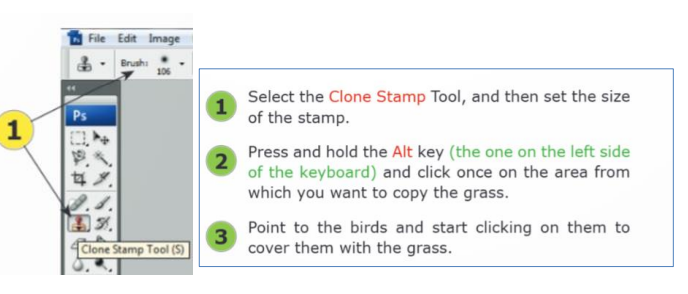 Ps File Edit Image
Brush: 106
1
Ps
Clone Stamp Tool (S)
1 Select the Clone Stamp Tool, and then set the size
of the stamp.
2 Press and hold the Alt key (the one on the left side
of the keyboard) and click once on the area from
which you want to copy the grass.
3 Point to the birds and start clicking on them to
cover them with the grass.